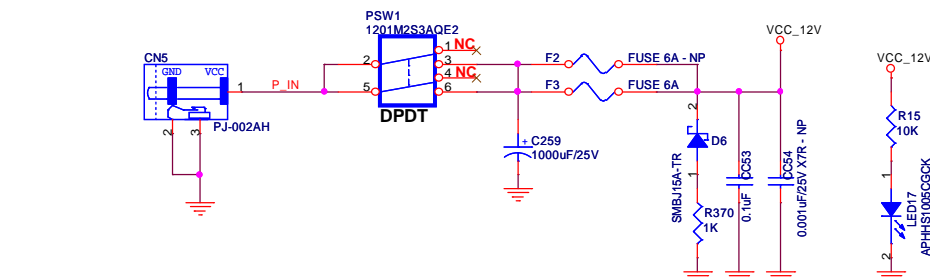 PSW1
1201M2S3AQE2
1 NC
2 3
4 NC
5 6
DPDT
CN5
GND VCC
1
P_IN
2 3
PJ-002AH
F2 FUSE 6A - NP
F3 FUSE 6A
+ C259
1000uF/25V
VCC_12V
2
D6
1
SMBJ15A-TR
R370
1K
CC53
0.1uF
CC54
0.001uF/25V X7R - NP
VCC_12V
R15
10K
1
LED17
2
APHHS1005CGCK